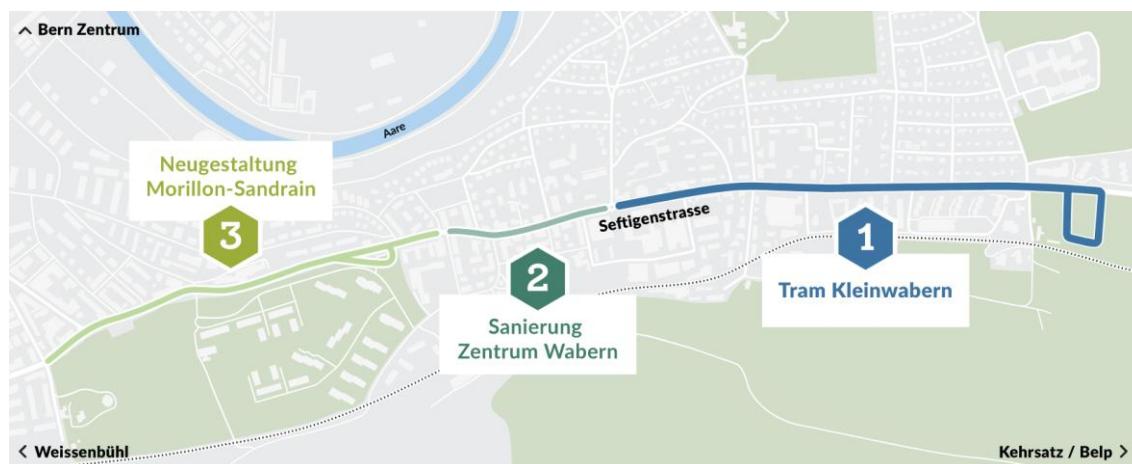 Bern Zentrum
Aare
Neugestaltung
Morillon-Sandrain
3
Seftigenstrasse
2
Sanierung
Zentrum Wabern
1
Tram Kleinwabern
Weissenbühl
Kehrsatz / Belp